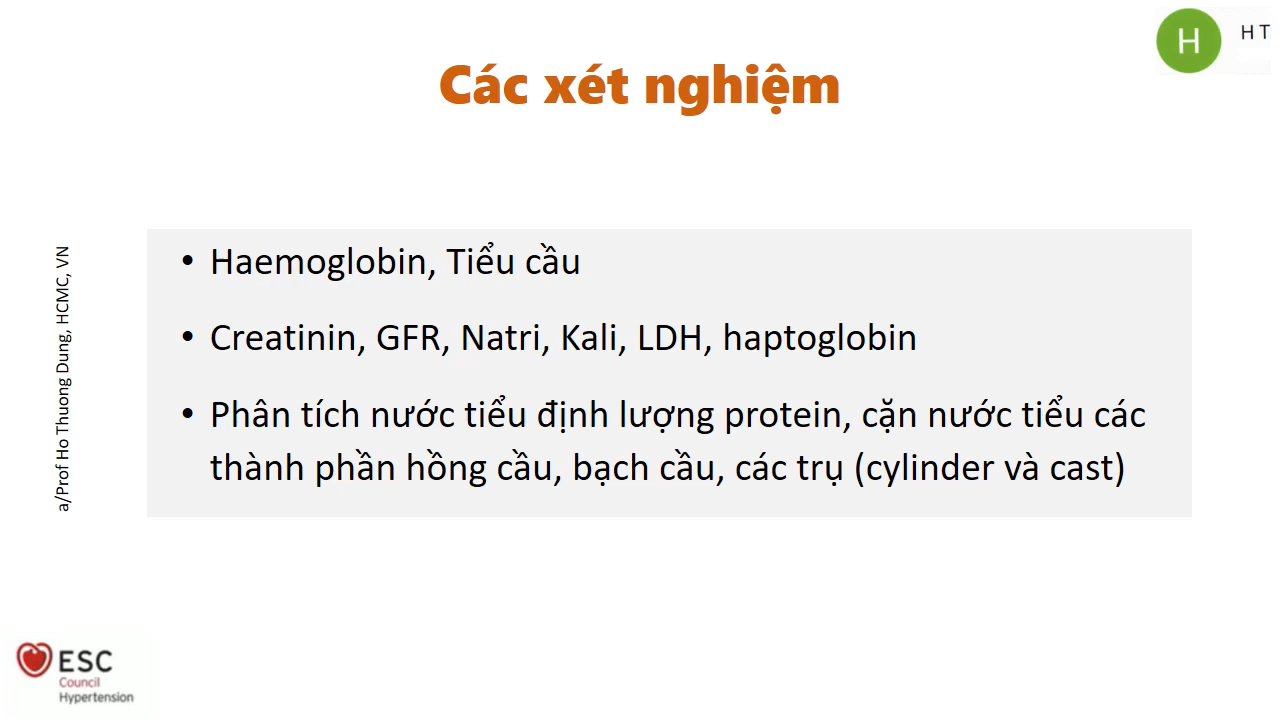 H
H T
Các xét nghiệm
• Haemoglobin, Tiểu cầu
• Creatinin, GFR, Natri, Kali, LDH, haptoglobin
• Phân tích nước tiểu định lượng protein, cặn nước tiểu các
thành phần hồng cầu, bạch cầu, các trụ (cylinder và cast)
a/Prof Ho Thuong Dung, HCMC, VN
ESC
Council
Hypertension